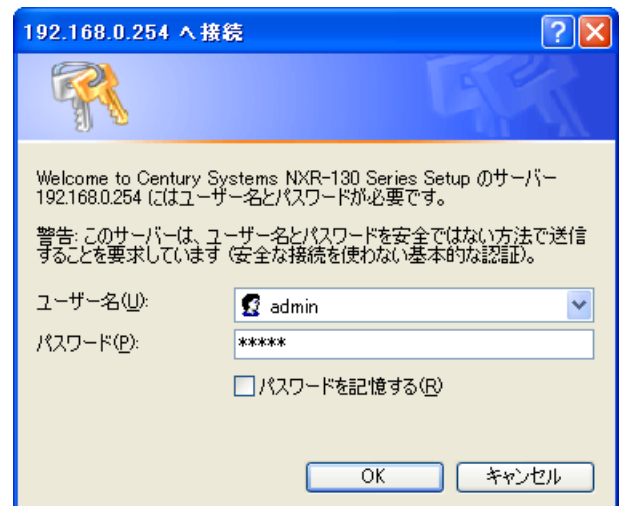 192.168.0.254 へ接続
Welcome to Century Systems NXR-130 Series Setup のサーバー
192.168.0.254 にはユーザー名とパスワードが必要です。
警告: このサーバーは、ユーザー名とパスワードを安全ではない方法で送信
することを要求しています (安全な接続を使わない基本的な認証)。
ユーザー名(U):
admin
パスワード(P):
*****
パスワードを記憶する(R)
OK
キャンセル